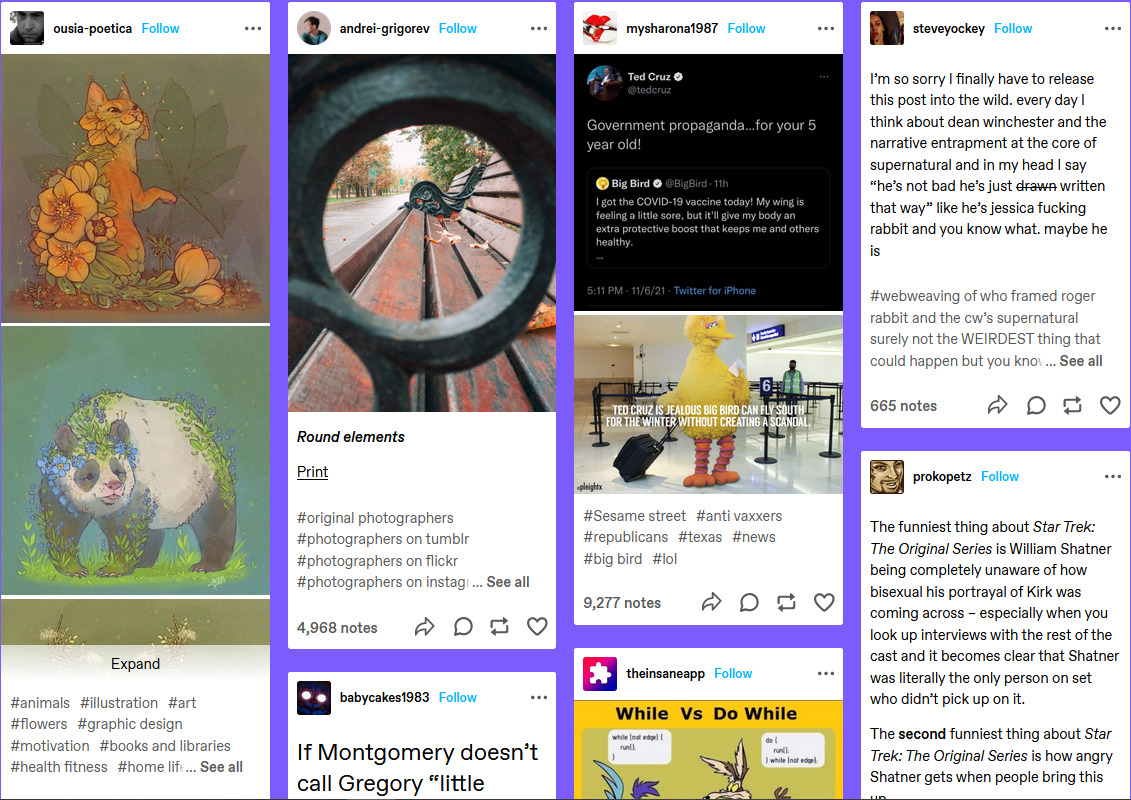 ousia-poetica Follow
Expand
#animals #illustration #art
#flowers #graphic design
#motivation #books and libraries
#health fitness #home life... See all
andrei-grigorev Follow
Round elements
Print
#original photographers
#photographers on tumblr
#photographers on flickr
#photographers on instag... See all
4,968 notes
babycakes1983 Follow
If Montgomery doesn’t
call Gregory “little
mysharona1987 Follow
Ted Cruz
@tedcruz
Government propaganda...for your 5
year old!
Big Bird @BigBird · 11h
I got the COVID-19 vaccine today! My wing is
feeling a little sore, but it'll give my body an
extra protective boost that keeps me and others
healthy.
...
5:11 PM · 11/6/21 · Twitter for iPhone
6
TED CRUZ IS JEALOUS BIG BIRD CAN FLY SOUTH
FOR THE WINTER WITHOUT CREATING A SCANDAL.
@pleightx
#Sesame street #anti vaxxers
#republicans #texas #news
#big bird #lol
9,277 notes
theinsaneapp Follow
While Vs Do While
while (not edge) {
run();
}
do {
run();
} while (not edge);
steveyockey Follow
I’m so sorry I finally have to release
this post into the wild. every day I
think about dean winchester and the
narrative entrapment at the core of
supernatural and in my head I say
“he’s not bad he’s just drawn written
that way” like he’s jessica fucking
rabbit and you know what. maybe he
is
#webweaving of who framed roger
rabbit and the cw’s supernatural
surely not the WEIRDEST thing that
could happen but you know... See all
665 notes
prokopetz Follow
The funniest thing about Star Trek:
The Original Series is William Shatner
being completely unaware of how
bisexual his portrayal of Kirk was
coming across – especially when you
look up interviews with the rest of the
cast and it becomes clear that Shatner
was literally the only person on set
who didn’t pick up on it.
The second funniest thing about Star
Trek: The Original Series is how angry
Shatner gets when people bring this
up.